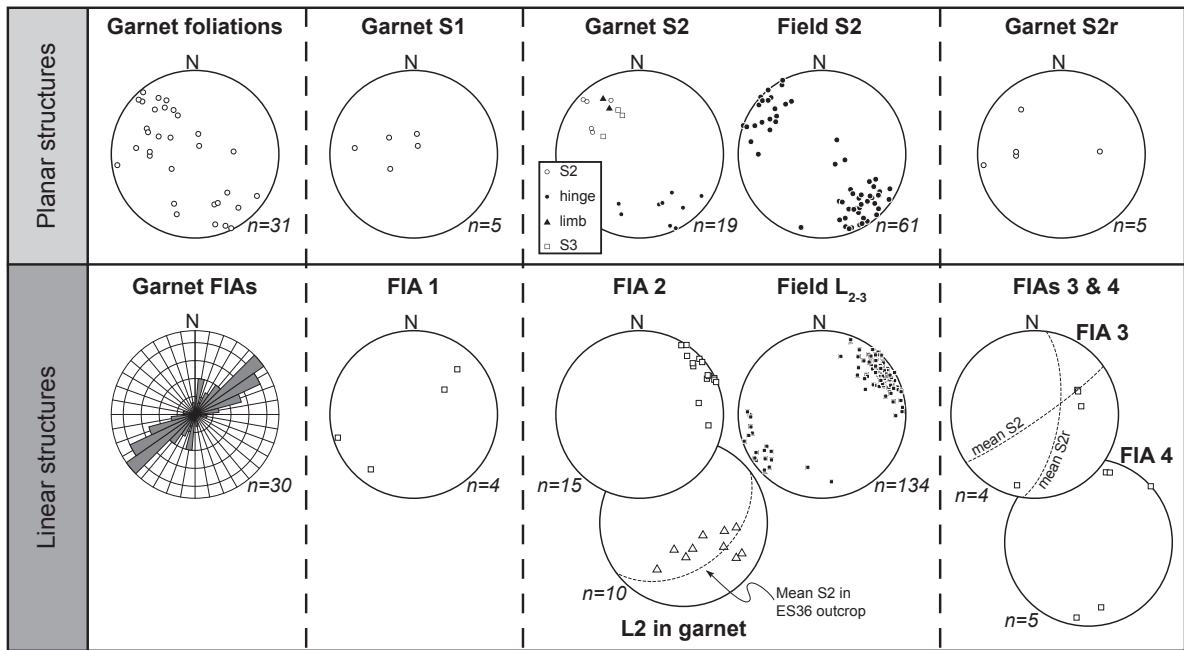 Planar structures
Garnet foliations
N
n=31
Garnet S1
N
n=5
Garnet S2
N
S2
hinge
limb
S3
n=19
Field S2
N
n=61
Garnet S2r
N
n=5
Linear structures
Garnet FIAs
N
n=30
FIA 1
N
n=4
FIA 2
N
n=15
n=10
Mean S2 in
ES36 outcrop
L2 in garnet
Field L2-3
N
n=134
FIAs 3 & 4
N
FIA 3
mean S2
mean S2r
n=4
FIA 4
n=5